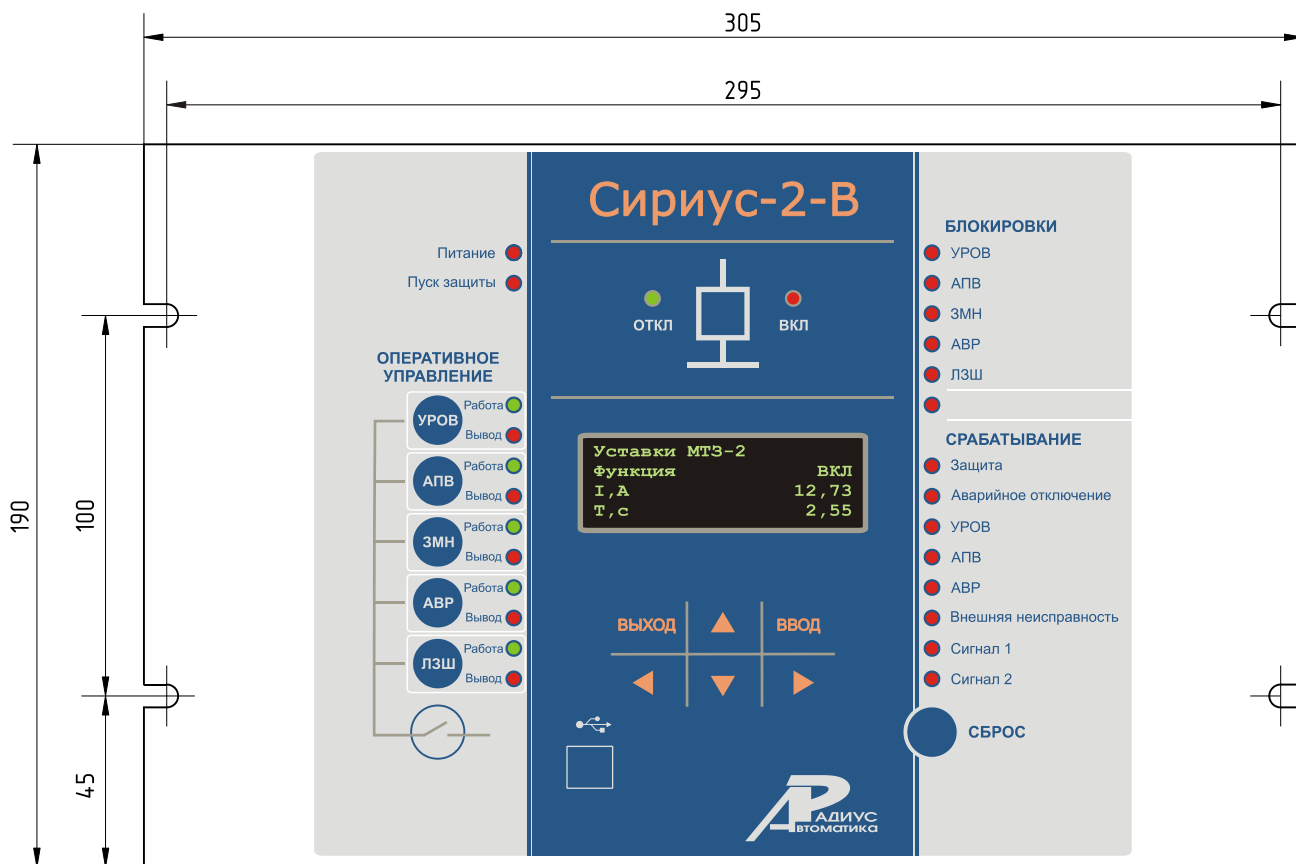 305
295
190
100
45
Сириус-2-В
Питание
Пуск защиты
ОТКЛ
ВКЛ
ОПЕРАТИВНОЕ
УПРАВЛЕНИЕ
УРОВ
Работа
Вывод
АПВ
Работа
Вывод
ЗМН
Работа
Вывод
АВР
Работа
Вывод
ЛЗШ
Работа
Вывод
Уставки МТЗ-2
Функция ВКЛ
I,А 12,73
Т,с 2,55
ВЫХОД
ВВОД
РАДИУС
Автоматика
БЛОКИРОВКИ
УРОВ
АПВ
ЗМН
АВР
ЛЗШ
СРАБАТЫВАНИЕ
Защита
Аварийное отключение
УРОВ
АПВ
АВР
Внешняя неисправность
Сигнал 1
Сигнал 2
СБРОС